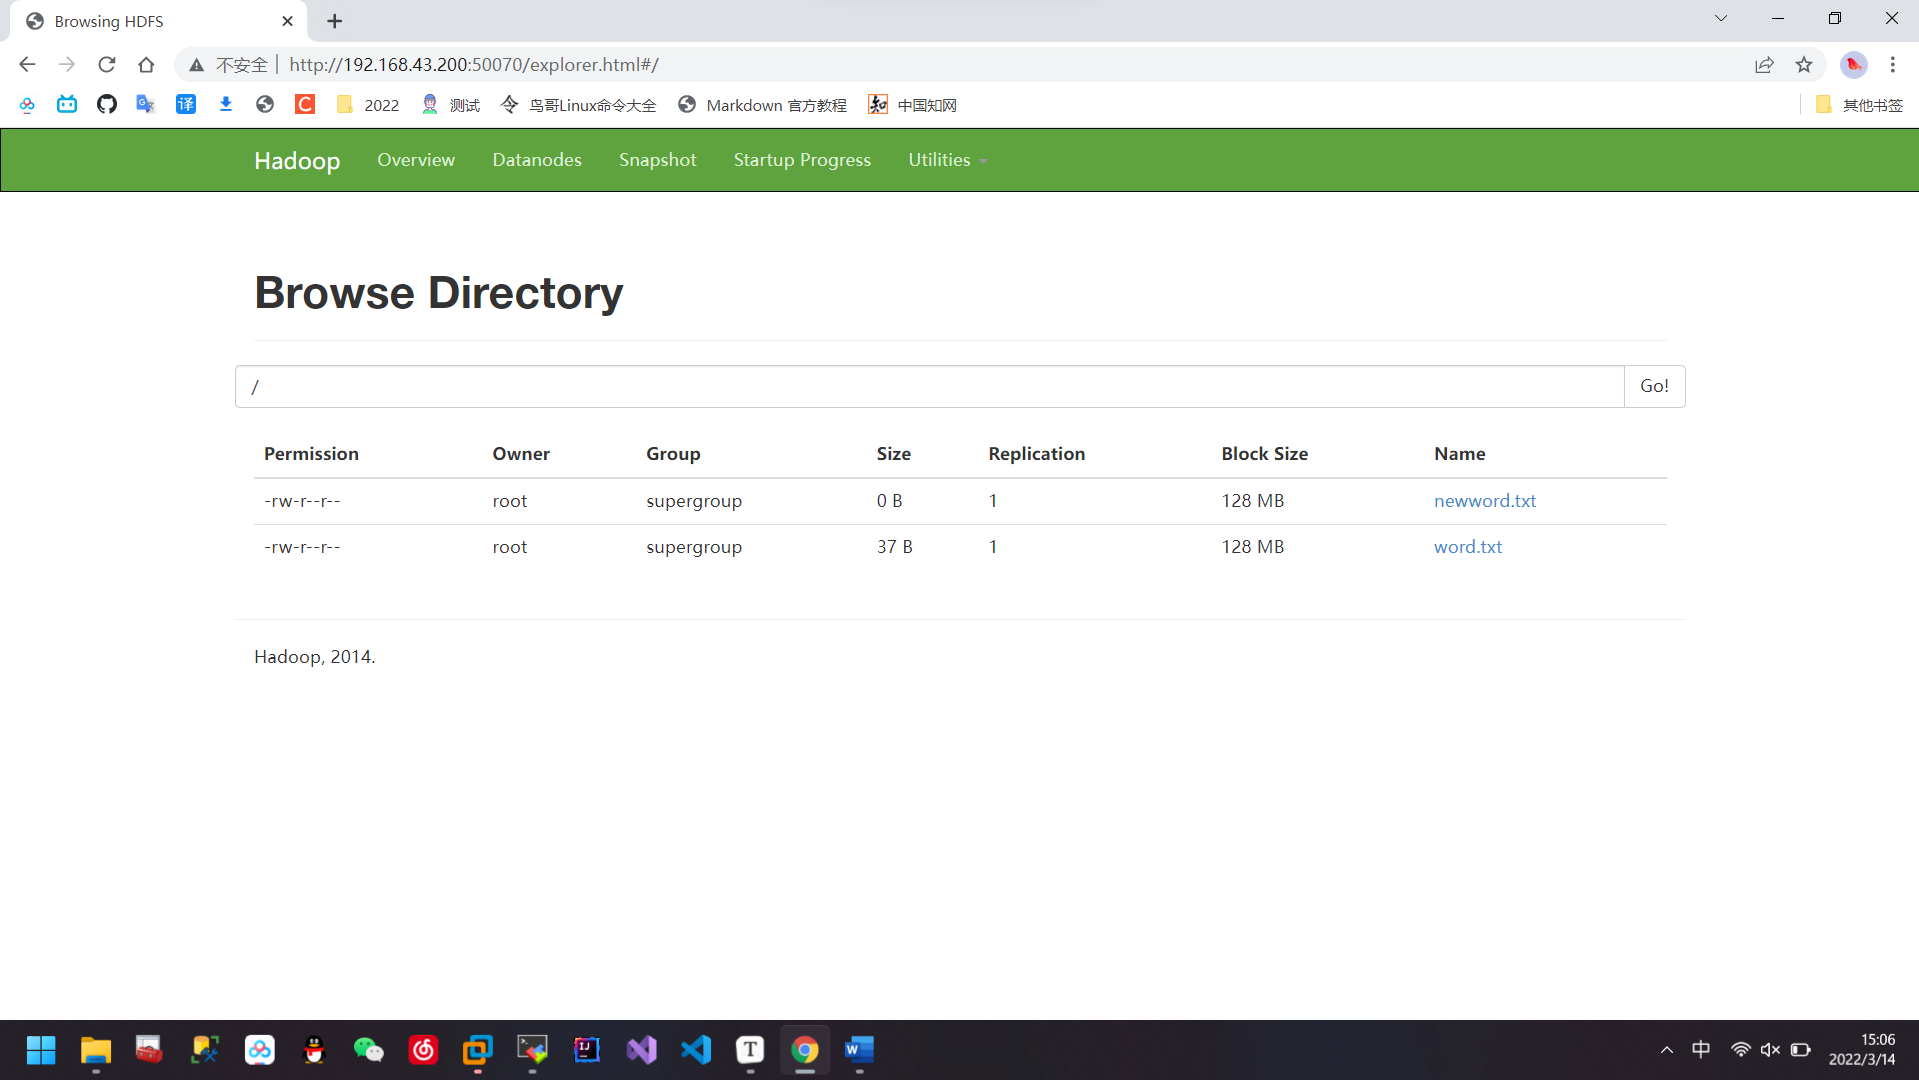 Browsing HDFS
不安全 | http://192.168.43.200:50070/explorer.html#/
译 C 2022 测试 鸟哥Linux命令大全 Markdown 官方教程 知 中国知网 其他书签
Hadoop Overview Datanodes Snapshot Startup Progress Utilities
Browse Directory
/ Go!
Permission Owner Group Size Replication Block Size Name
-rw-r--r-- root supergroup 0 B 1 128 MB newword.txt
-rw-r--r-- root supergroup 37 B 1 128 MB word.txt
Hadoop, 2014.
IJ T W 中 15:06
2022/3/14